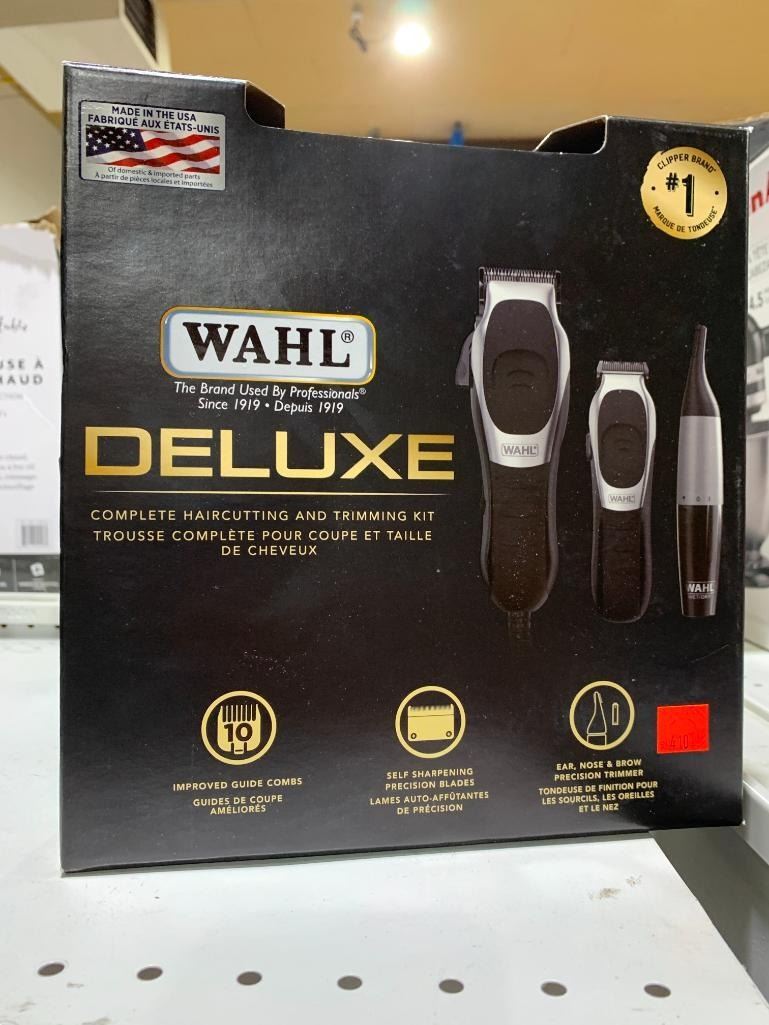 MADE IN THE USA
FABRIQUÉ AUX ÉTATS-UNIS
Of domestic & imported parts
À partir de pièces locales et importées
CLIPPER BRAND*
#1
MARQUE DE TONDEUSE*
WAHL®
The Brand Used By Professionals®
Since 1919 • Depuis 1919
DELUXE
COMPLETE HAIRCUTTING AND TRIMMING KIT
TROUSSE COMPLÈTE POUR COUPE ET TAILLE
DE CHEVEUX
WAHL
WAHL
WAHL
10
IMPROVED GUIDE COMBS
GUIDES DE COUPE
AMÉLIORÉS
SELF SHARPENING
PRECISION BLADES
LAMES AUTO-AFFÛTANTES
DE PRÉCISION
EAR, NOSE & BROW
PRECISION TRIMMER
TONDEUSE DE FINITION POUR
LES SOURCILS, LES OREILLES
ET LE NEZ
USE À
HAUD